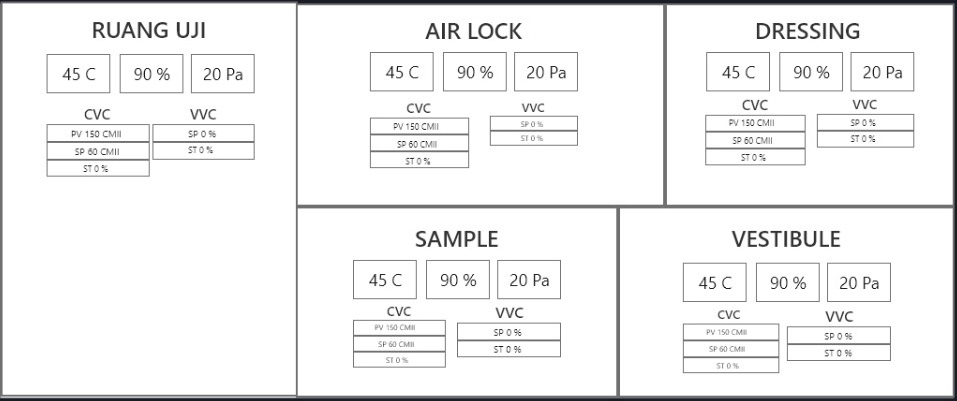 RUANG UJI
45 C 90 % 20 Pa
CVC VVC
PV 150 CMII SP 0 %
SP 60 CMII ST 0 %
ST 0 %
AIR LOCK
45 C 90 % 20 Pa
CVC VVC
PV 150 CMII SP 0 %
SP 60 CMII ST 0 %
ST 0 %
DRESSING
45 C 90 % 20 Pa
CVC VVC
PV 150 CMII SP 0 %
SP 60 CMII ST 0 %
ST 0 %
SAMPLE
45 C 90 % 20 Pa
CVC VVC
PV 150 CMII SP 0 %
SP 60 CMII ST 0 %
ST 0 %
VESTIBULE
45 C 90 % 20 Pa
CVC VVC
PV 150 CMII SP 0 %
SP 60 CMII ST 0 %
ST 0 %